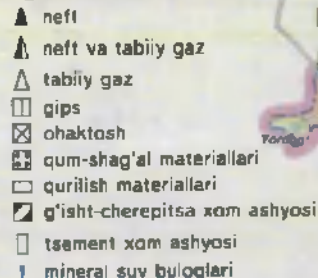 neft
neft va tabiiy gaz
tabiiy gaz
gips
ohaktosh
qum-shag'al materiallari
qurilish materiallari
g'isht-cherepitsa xom ashyosi
tsament xom ashyosi
mineral suv buloqlari